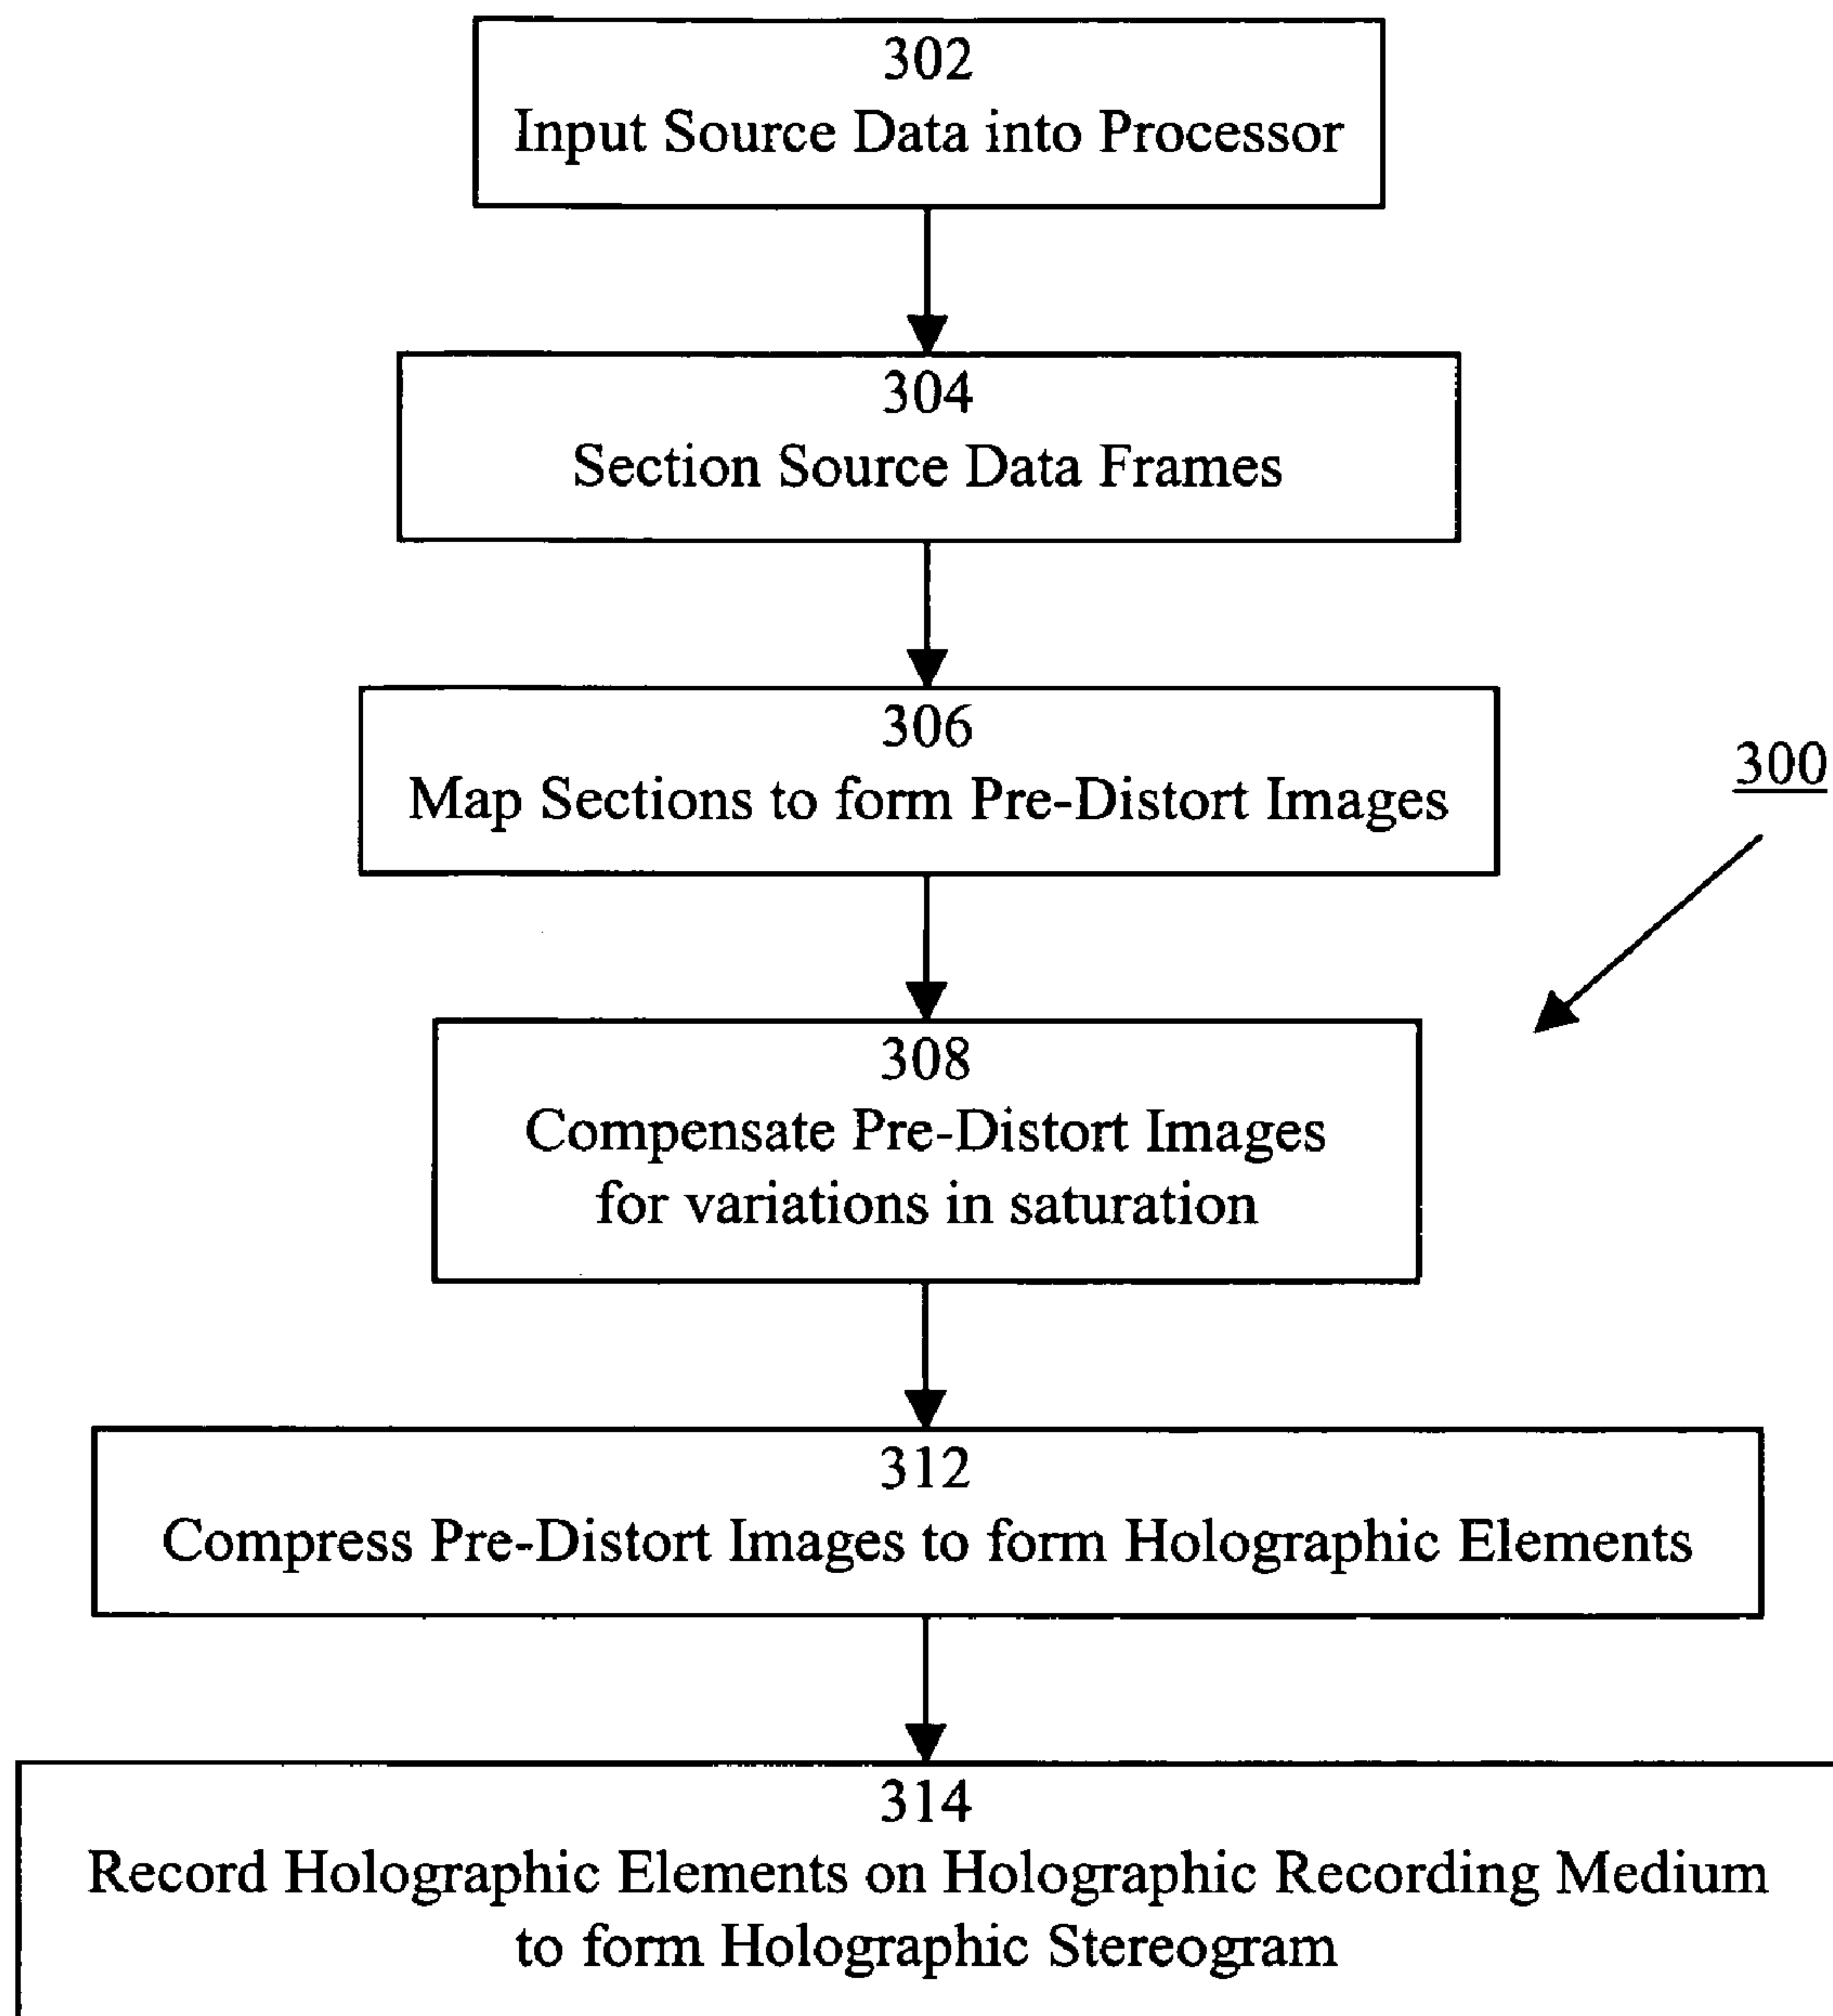 302
Input Source Data into Processor
304
Section Source Data Frames
306
Map Sections to form Pre-Distort Images
300
308
Compensate Pre-Distort Images
for variations in saturation
312
Compress Pre-Distort Images to form Holographic Elements
314
Record Holographic Elements on Holographic Recording Medium
to form Holographic Stereogram